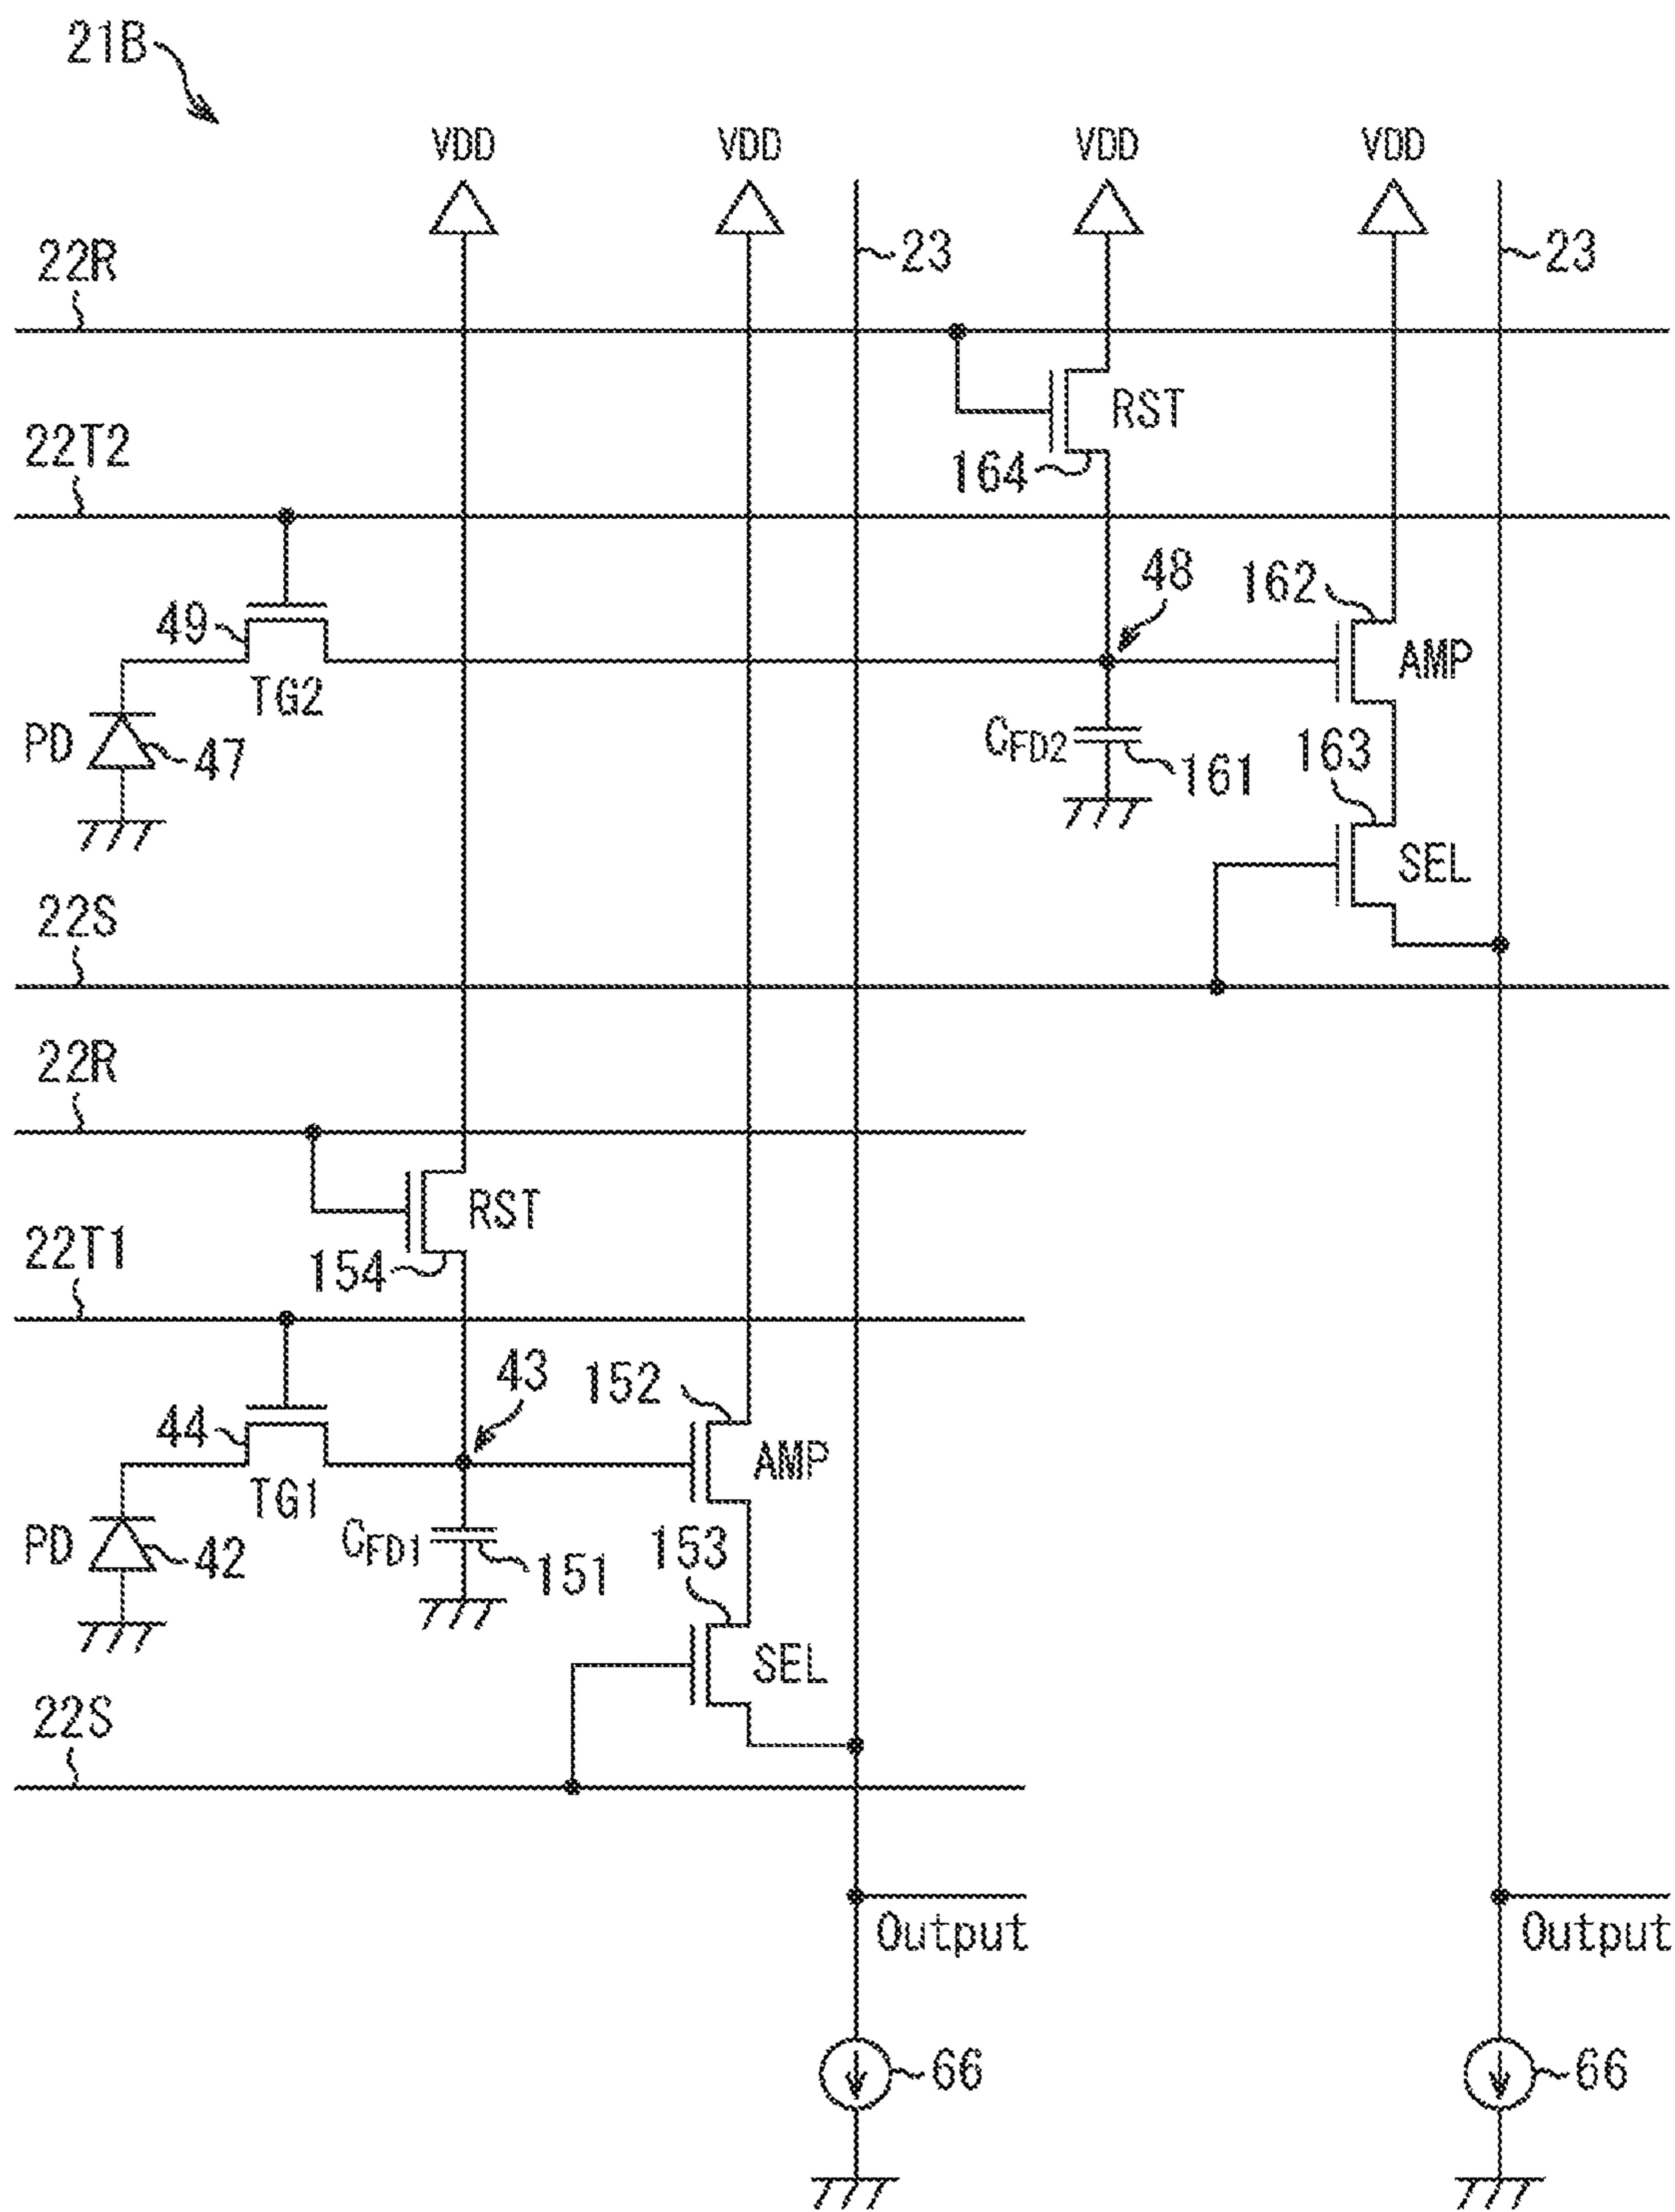 21B
VDD VDD VDD VDD
22R 23 23
RST
22T2 164
48 162
49 AMP
TG2
PD 47 CFD2 161 163
SEL
22S
22R
RST
22T1 154
43 152
44 AMP
TG1
PD 42 CFD1 151 153
SEL
22S
Output Output
66 66